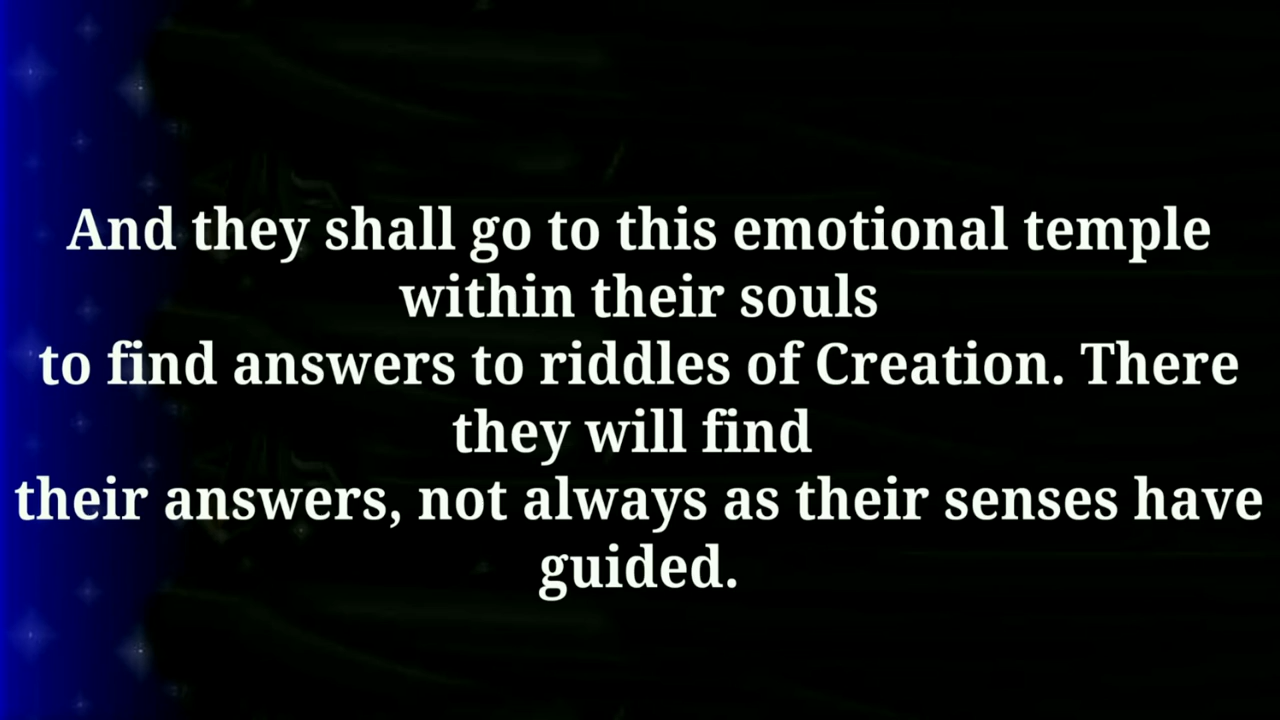 And they shall go to this emotional temple
within their souls
to find answers to riddles of Creation. There
they will find
their answers, not always as their senses have
guided.